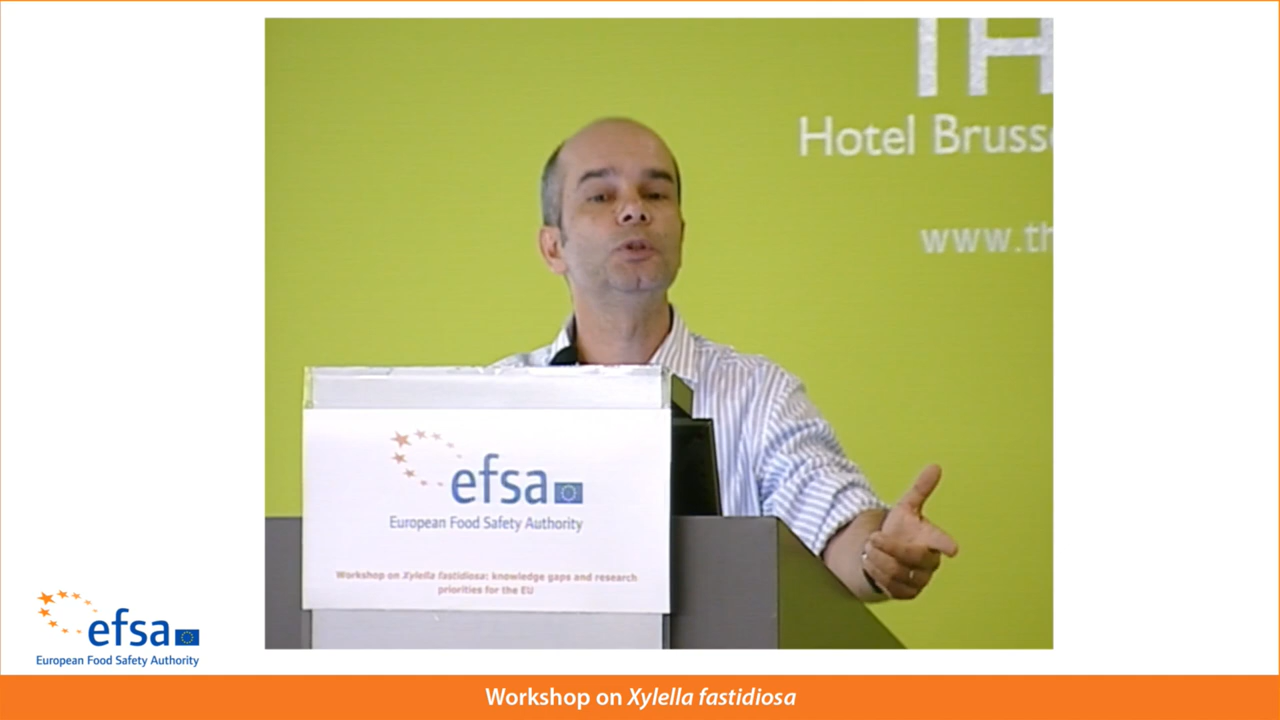 Hotel
www.th
efsa
European Food Safety Authority
Workshop on Xylella fastidiosa: knowledge gaps and research
priorities for the EU
efsa
European Food Safety Authority
Workshop on Xylella fastidiosa